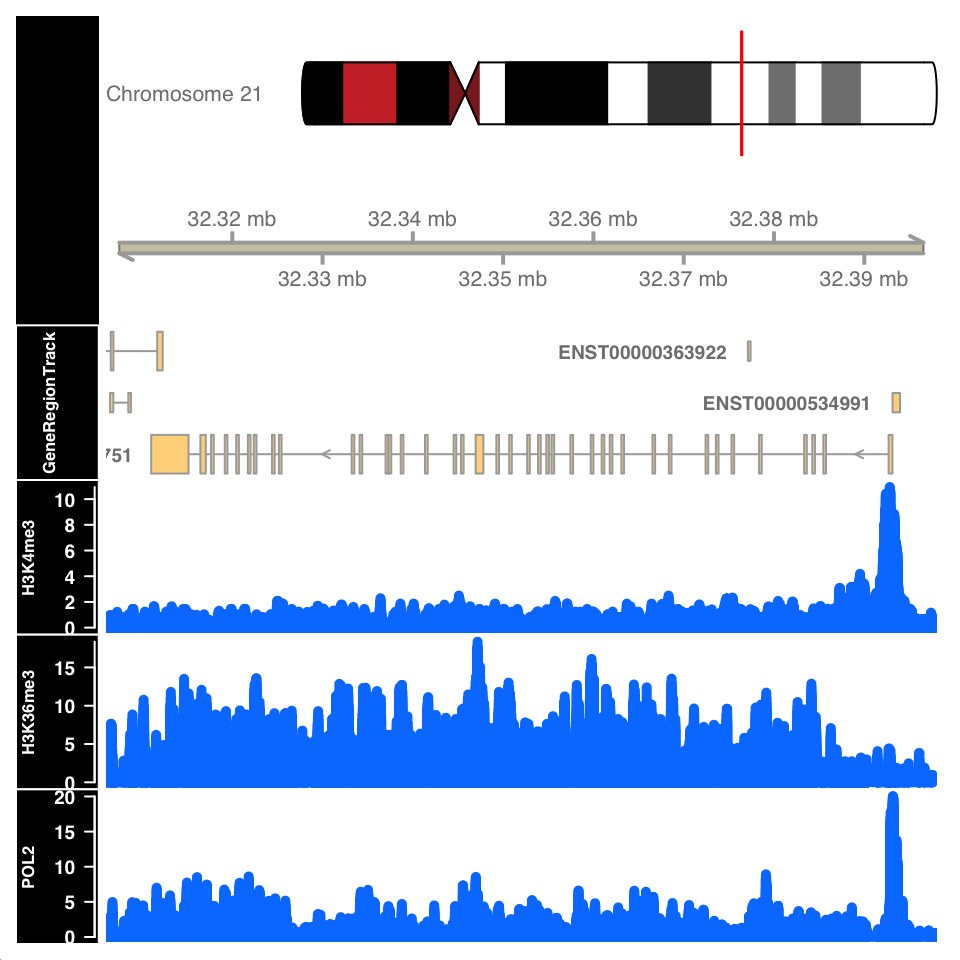 Chromosome 21
32.32 mb 32.34 mb 32.36 mb 32.38 mb
32.33 mb 32.35 mb 32.37 mb 32.39 mb
GeneRegionTrack
ENST00000363922
ENST00000534991
751
H3K4me3
10
8
6
4
2
0
H3K36me3
15
10
5
0
POL2
20
15
10
5
0